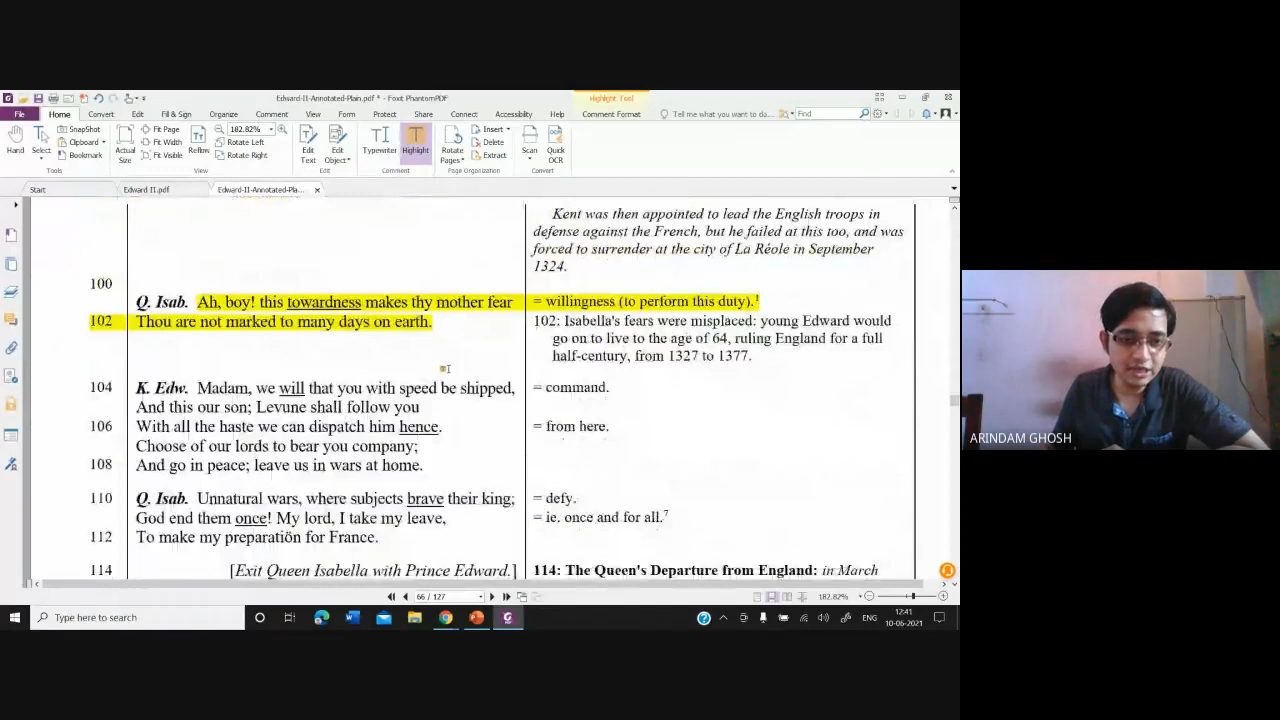 Edward-II-Annotated-Plain.pdf * - Foxit PhantomPDF
Highlight Tool
File Home Convert Fill & Sign Organize Comment View Form Protect Share Connect Accessibility Help Comment Format Tell me what you want to do... Find
Hand Select SnapShot Clipboard Bookmark
Actual Size Fit Page Fit Width Fit Visible Reflow 182.82% Rotate Left Rotate Right
Edit Text Edit Object Typewriter Highlight Rotate Pages Insert Delete Extract Scan Quick OCR
Tools View Edit Comment Page Organization Convert
Start Edward II.pdf Edward-II-Annotated-Pla...
Kent was then appointed to lead the English troops in
defense against the French, but he failed at this too, and was
forced to surrender at the city of La Réole in September
1324.
100
Q. Isab. Ah, boy! this towardness makes thy mother fear = willingness (to perform this duty).1
102 Thou are not marked to many days on earth. 102: Isabella's fears were misplaced: young Edward would
go on to live to the age of 64, ruling England for a full
half-century, from 1327 to 1377.
104 K. Edw. Madam, we will that you with speed be shipped, = command.
And this our son; Levune shall follow you
106 With all the haste we can dispatch him hence. = from here.
Choose of our lords to bear you company;
108 And go in peace; leave us in wars at home.
110 Q. Isab. Unnatural wars, where subjects brave their king; = defy.
God end them once! My lord, I take my leave, = ie. once and for all.7
112 To make my preparatiön for France.
114 [Exit Queen Isabella with Prince Edward.] 114: The Queen's Departure from England: in March
66 / 127 182.82%
Type here to search ENG 12:41
10-06-2021
ARINDAM GHOSH